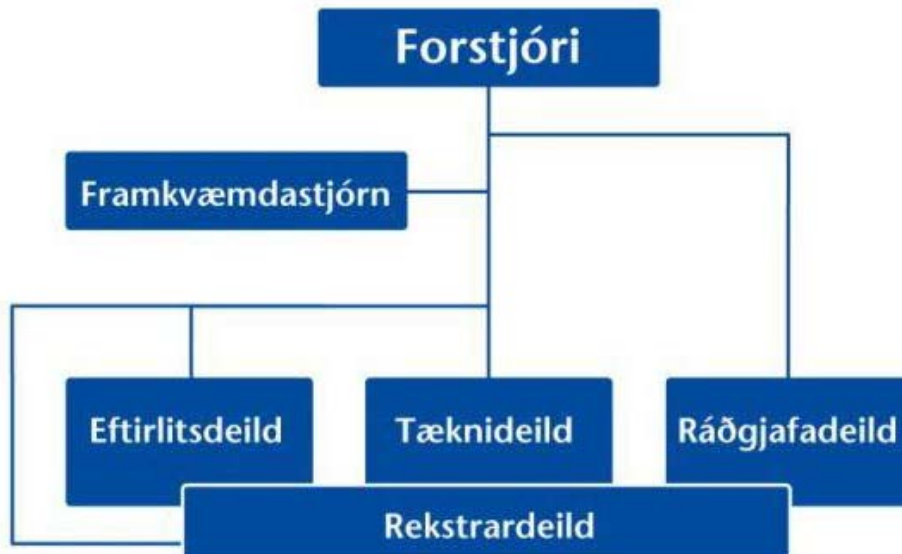 Forstjóri
Framkvæmdastjórn
Eftirlitsdeild
Tæknideild
Ráðgjafadeild
Rekstrardeild